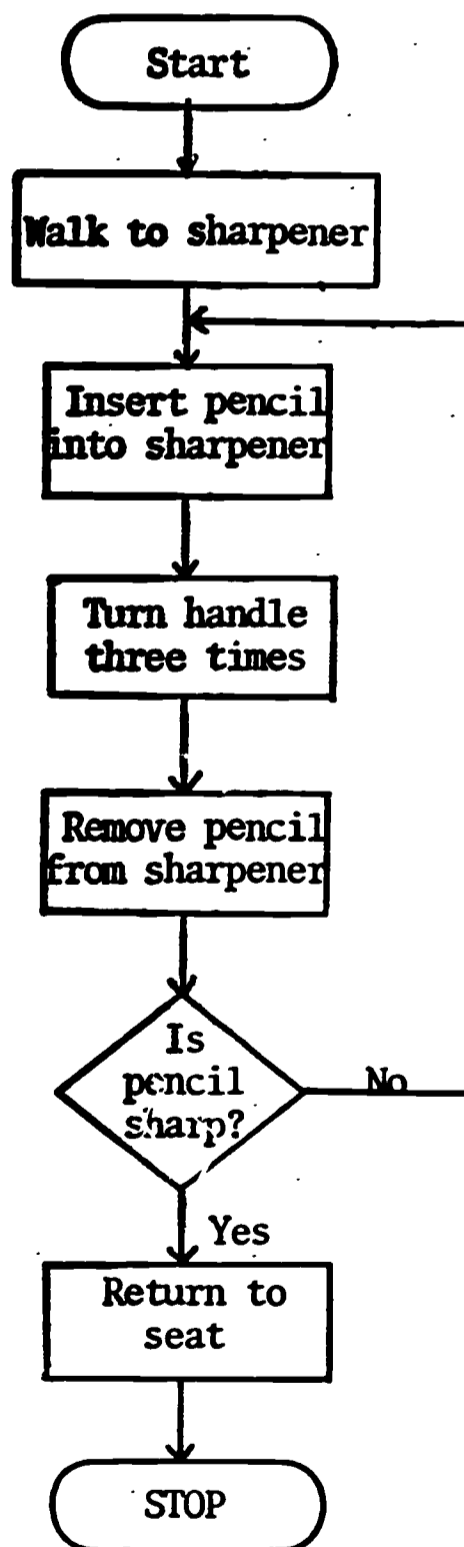 Start
Walk to sharpener
Insert pencil
into sharpener
Turn handle
three times
Remove pencil
from sharpener
Is
pencil
sharp?
No
Yes
Return to
seat
STOP